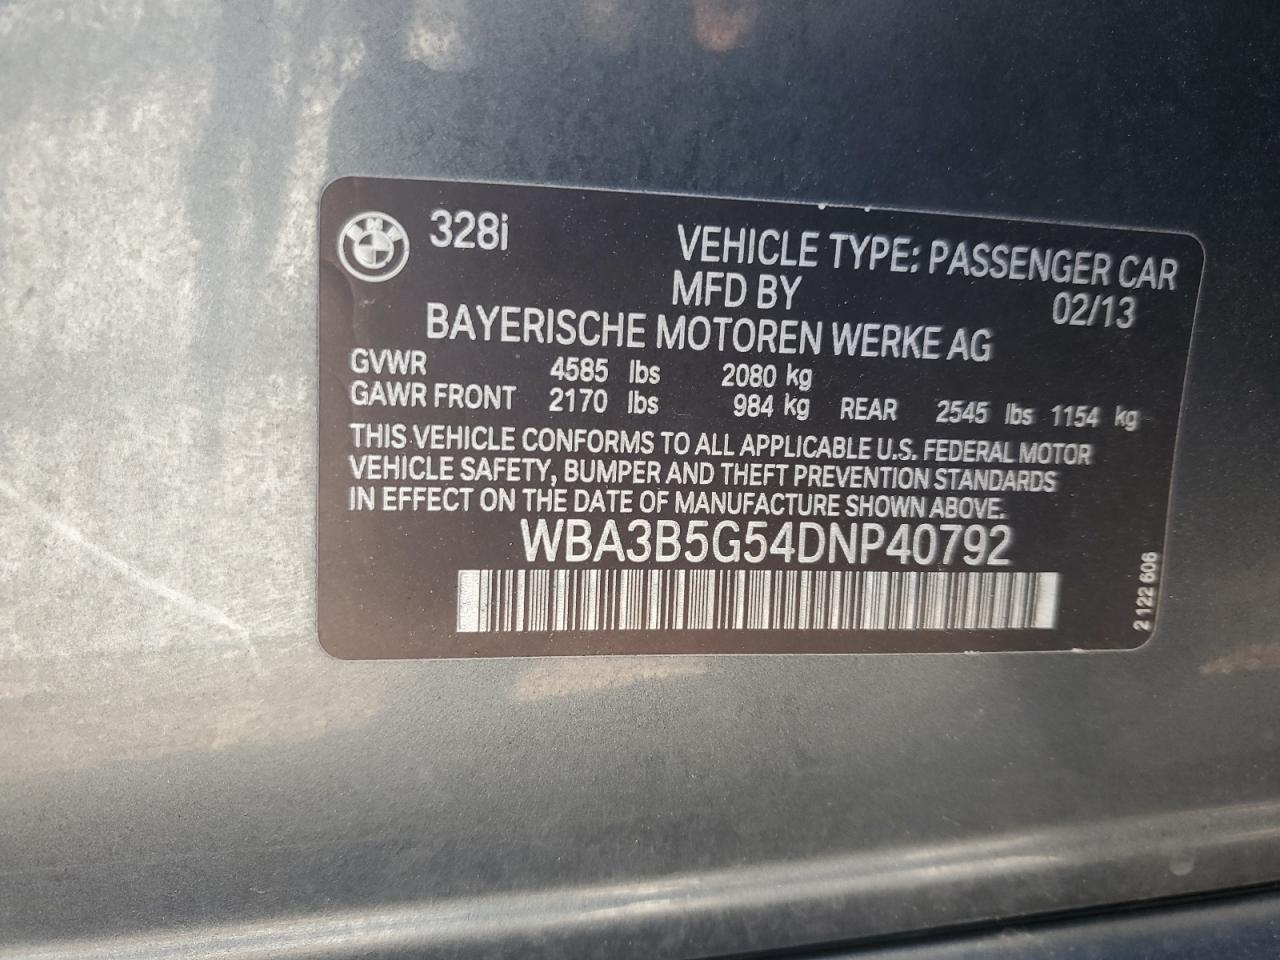 BMW
328i
VEHICLE TYPE: PASSENGER CAR
MFD BY 02/13
BAYERISCHE MOTOREN WERKE AG
GVWR 4585 lbs 2080 kg
GAWR FRONT 2170 lbs 984 kg REAR 2545 lbs 1154 kg
THIS VEHICLE CONFORMS TO ALL APPLICABLE U.S. FEDERAL MOTOR
VEHICLE SAFETY, BUMPER AND THEFT PREVENTION STANDARDS
IN EFFECT ON THE DATE OF MANUFACTURE SHOWN ABOVE.
WBA3B5G54DNP40792
2 122 606